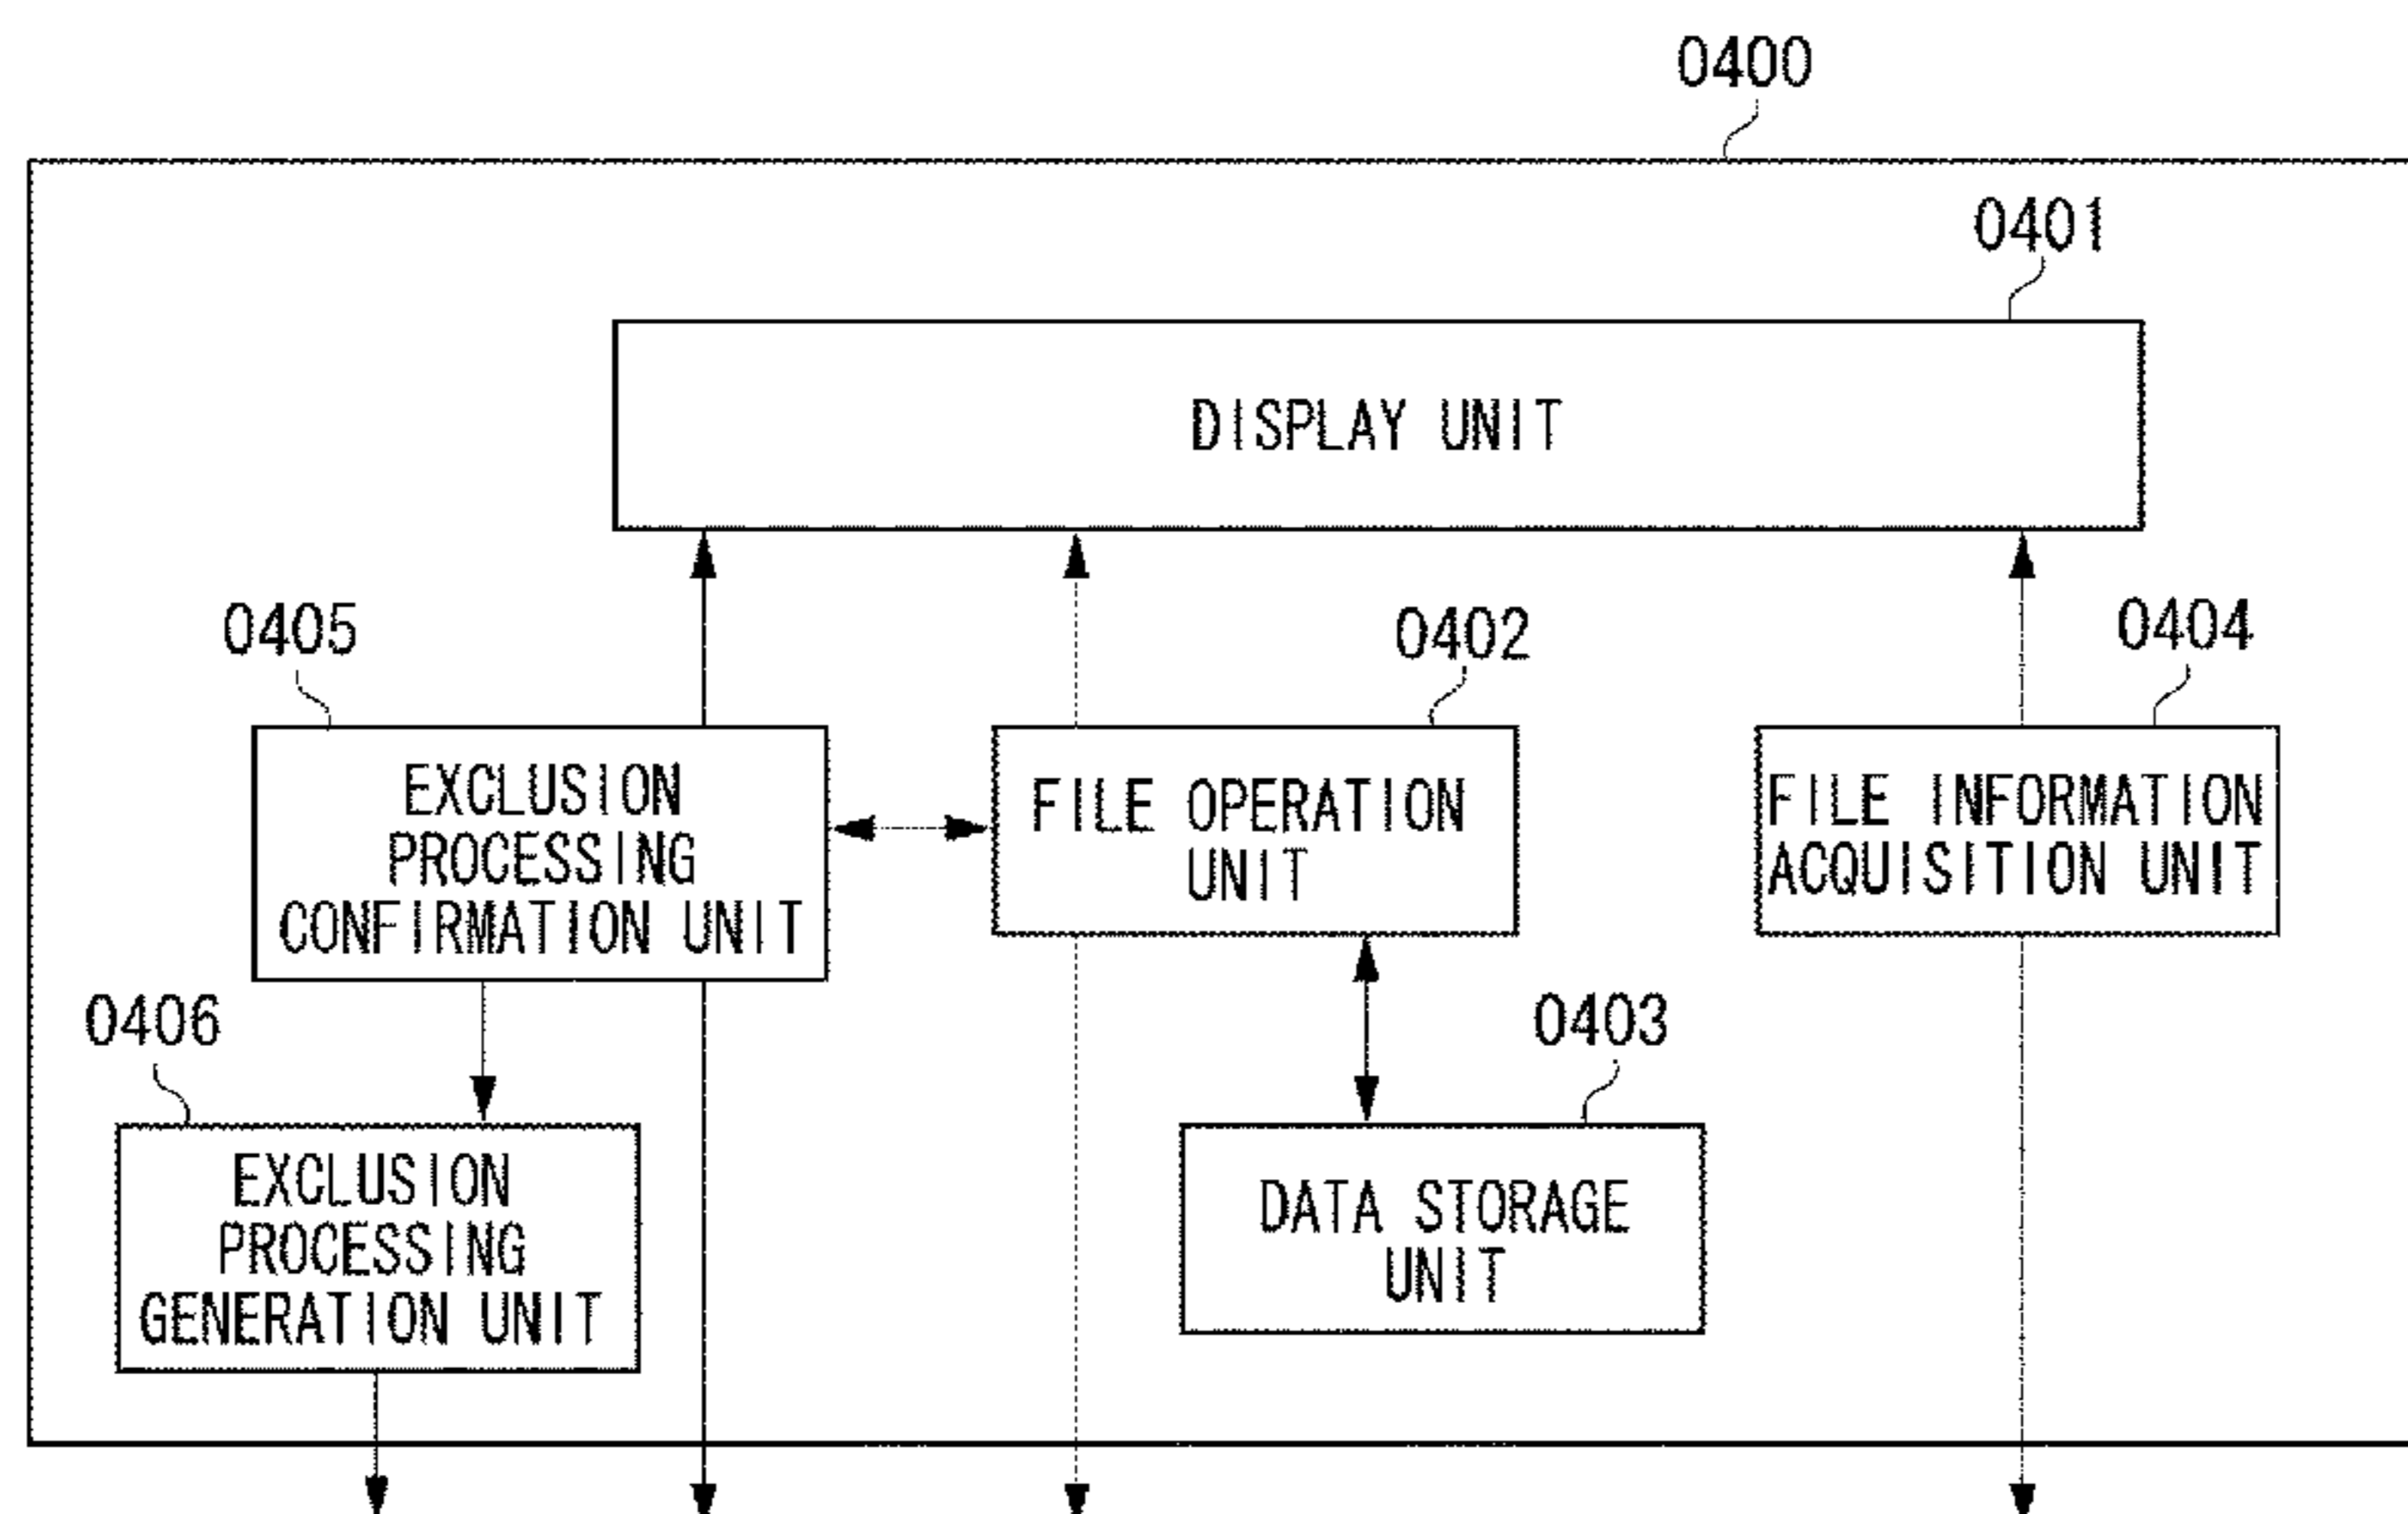 0400
0401
DISPLAY UNIT
0405
0402
0404
EXCLUSION
PROCESSING
CONFIRMATION UNIT
FILE OPERATION
UNIT
FILE INFORMATION
ACQUISITION UNIT
0406
0403
EXCLUSION
PROCESSING
GENERATION UNIT
DATA STORAGE
UNIT